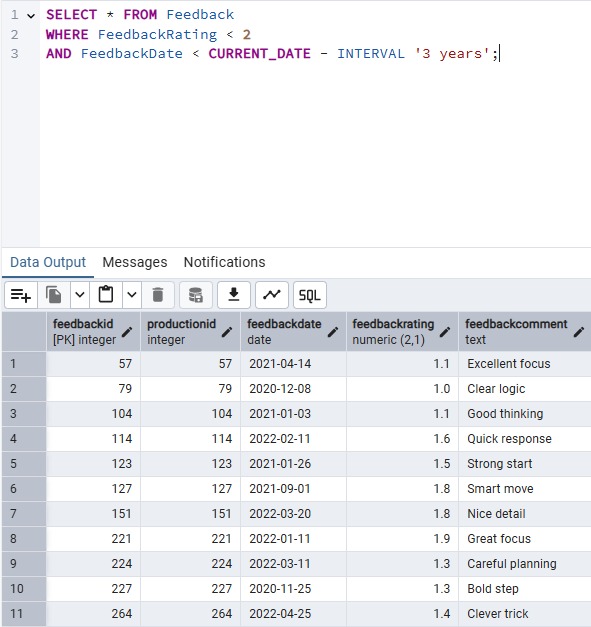 1 SELECT * FROM Feedback
2 WHERE FeedbackRating < 2
3 AND FeedbackDate < CURRENT_DATE - INTERVAL '3 years';
Data Output Messages Notifications
SQL
feedbackid productionid feedbackdate feedbackrating feedbackcomment
[PK] integer integer date numeric (2,1) text
1 57 57 2021-04-14 1.1 Excellent focus
2 79 79 2020-12-08 1.0 Clear logic
3 104 104 2021-01-03 1.1 Good thinking
4 114 114 2022-02-11 1.6 Quick response
5 123 123 2021-01-26 1.5 Strong start
6 127 127 2021-09-01 1.8 Smart move
7 151 151 2022-03-20 1.8 Nice detail
8 221 221 2022-01-11 1.9 Great focus
9 224 224 2022-03-11 1.3 Careful planning
10 227 227 2020-11-25 1.3 Bold step
11 264 264 2022-04-25 1.4 Clever trick